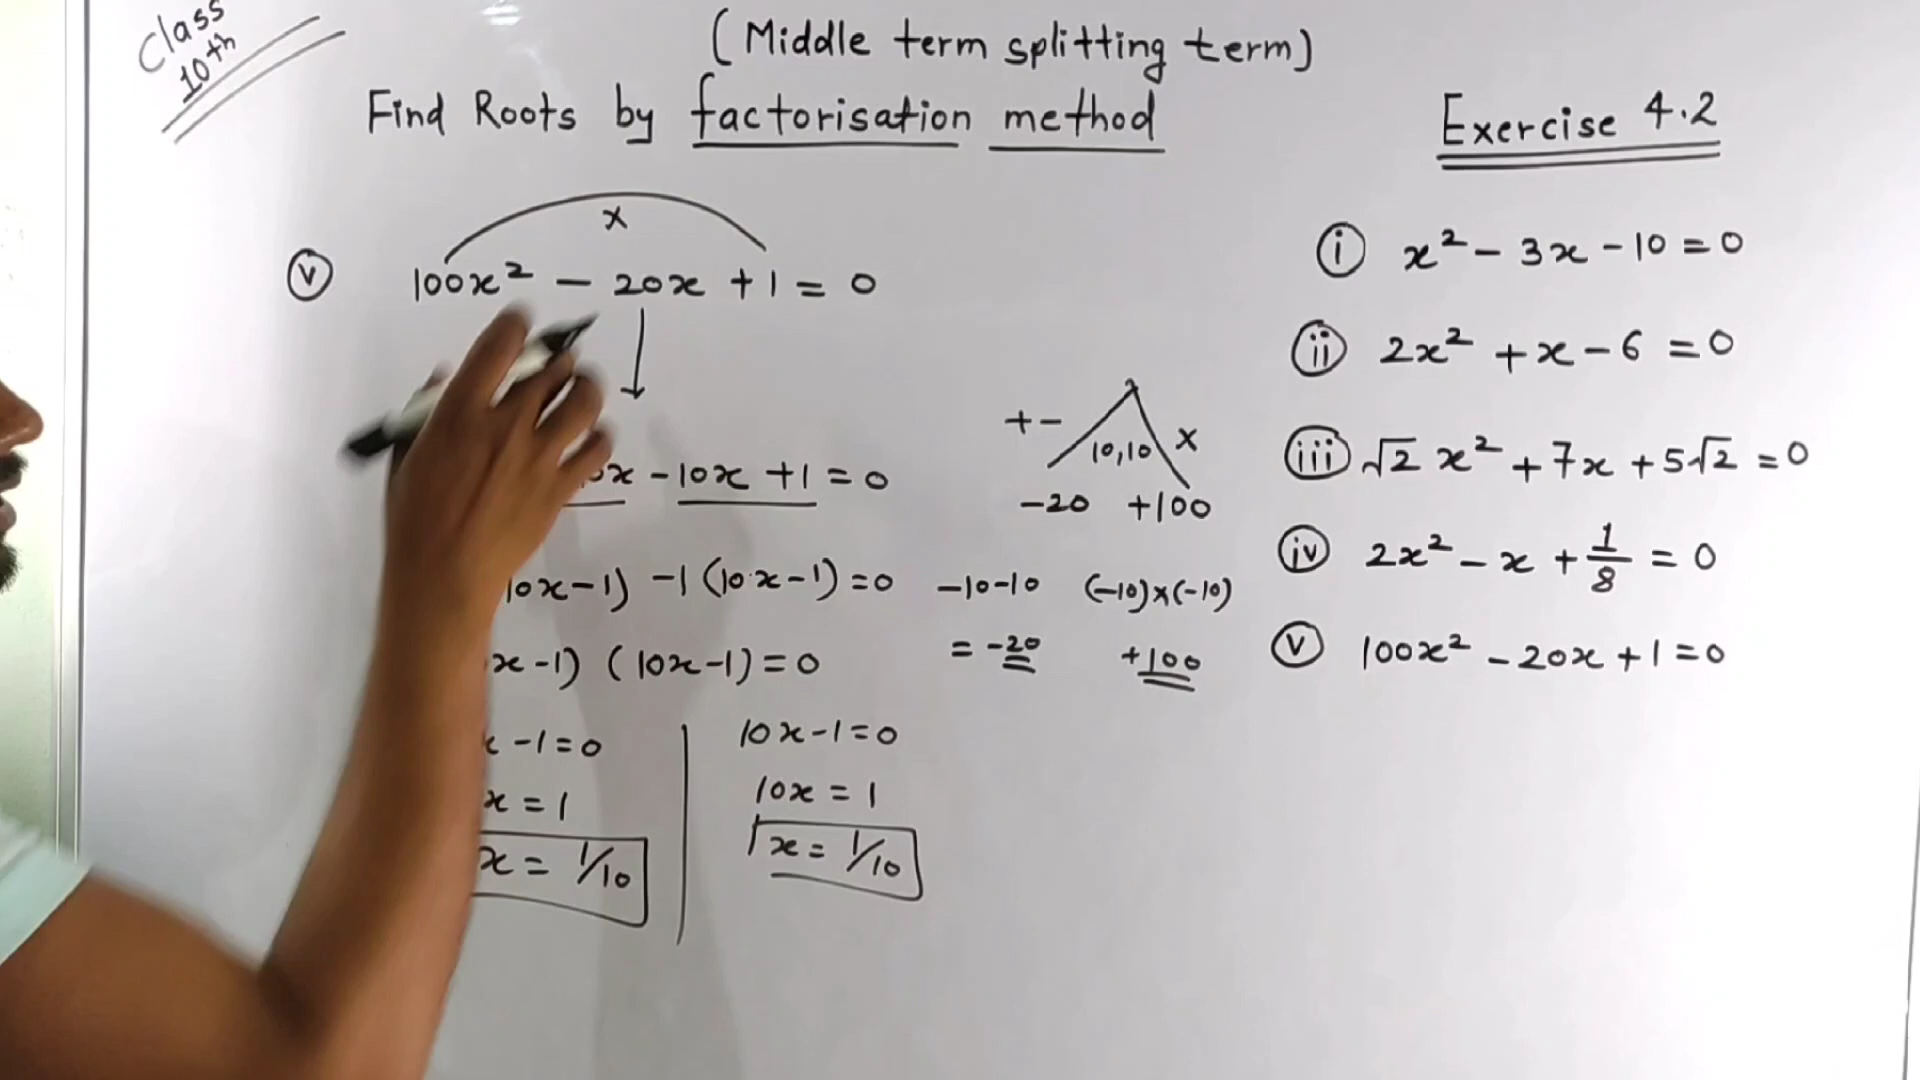 Class
10th
(Middle term splitting term)
Find Roots by factorisation method
Exercise 4.2
x
(v) 100x² - 20x + 1 = 0
x - 10x + 1 = 0
10x - 1) - 1 (10x - 1) = 0
x - 1) (10x - 1) = 0
x - 1 = 0
x = 1
x = 1/10
10x - 1 = 0
10x = 1
x = 1/10
+ - 10,10 x
-20 +100
-10-10 (-10)x(-10)
= -20 +100
(i) x² - 3x - 10 = 0
(ii) 2x² + x - 6 = 0
(iii) √2 x² + 7x + 5√2 = 0
(iv) 2x² - x + 1/8 = 0
(v) 100x² - 20x + 1 = 0